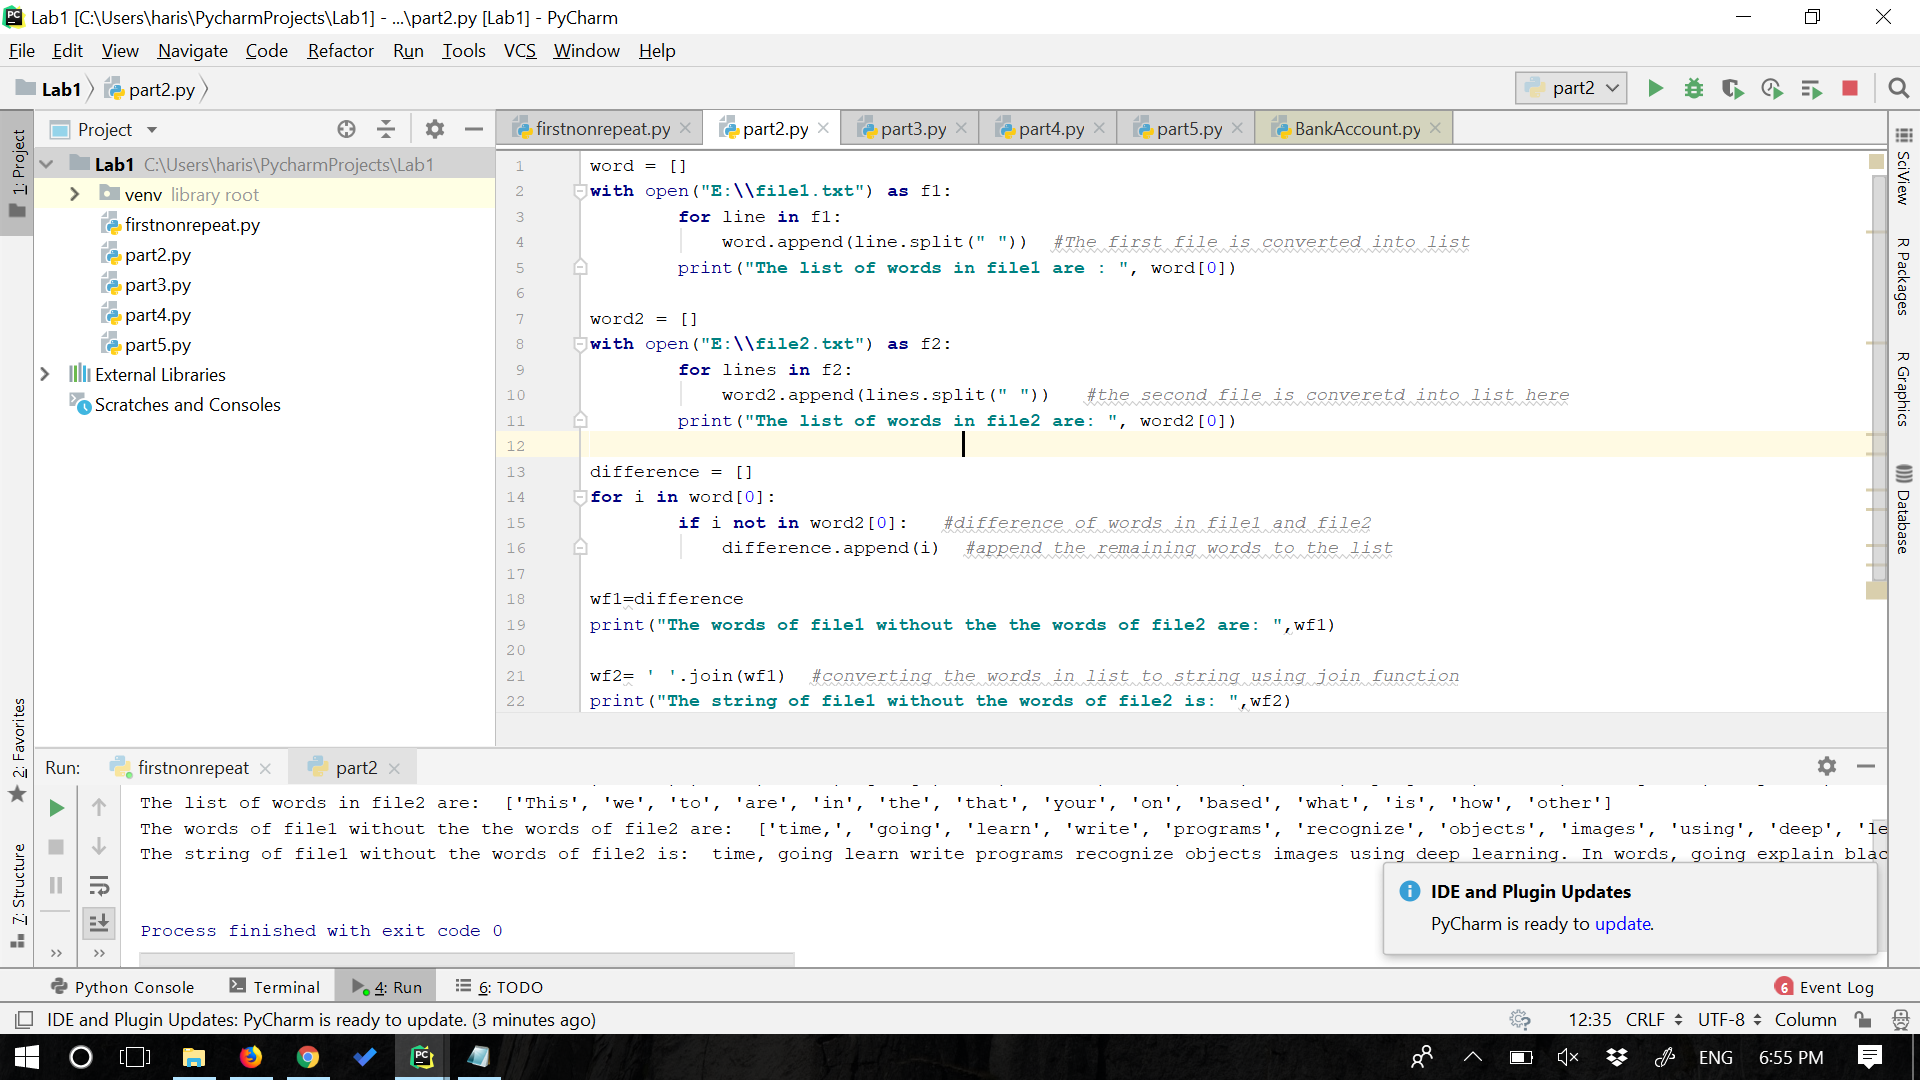 Lab1 [C:\Users\haris\PycharmProjects\Lab1] - ...\part2.py [Lab1] - PyCharm
File Edit View Navigate Code Refactor Run Tools VCS Window Help
Lab1 part2.py part2
Project
firstnonrepeat.py part2.py part3.py part4.py part5.py BankAccount.py
1: Project
Lab1 C:\Users\haris\PycharmProjects\Lab1
venv library root
firstnonrepeat.py
part2.py
part3.py
part4.py
part5.py
External Libraries
Scratches and Consoles
1 word = []
2 with open("E:\\file1.txt") as f1:
3 for line in f1:
4 word.append(line.split(" ")) #The first file is converted into list
5 print("The list of words in file1 are : ", word[0])
6
7 word2 = []
8 with open("E:\\file2.txt") as f2:
9 for lines in f2:
10 word2.append(lines.split(" ")) #the second file is converetd into list here
11 print("The list of words in file2 are: ", word2[0])
12
13 difference = []
14 for i in word[0]:
15 if i not in word2[0]: #difference of words in file1 and file2
16 difference.append(i) #append the remaining words to the list
17
18 wf1=difference
19 print("The words of file1 without the the words of file2 are: ",wf1)
20
21 wf2= ' '.join(wf1) #converting the words in list to string using join function
22 print("The string of file1 without the words of file2 is: ",wf2)
SciView
R Packages
R Graphics
Database
2: Favorites
7: Structure
Run: firstnonrepeat part2
The list of words in file2 are: ['This', 'we', 'to', 'are', 'in', 'the', 'that', 'your', 'on', 'based', 'what', 'is', 'how', 'other']
The words of file1 without the the words of file2 are: ['time,', 'going', 'learn', 'write', 'programs', 'recognize', 'objects', 'images', 'using', 'deep', 'le
The string of file1 without the words of file2 is: time, going learn write programs recognize objects images using deep learning. In words, going explain blac
Process finished with exit code 0
IDE and Plugin Updates
PyCharm is ready to update.
Python Console Terminal 4: Run 6: TODO 6 Event Log
IDE and Plugin Updates: PyCharm is ready to update. (3 minutes ago) 12:35 CRLF UTF-8 Column
PC ENG 6:55 PM